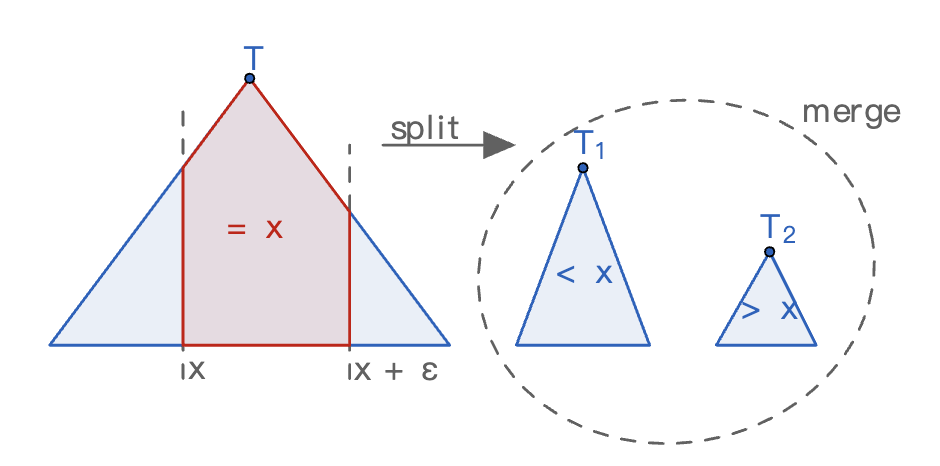 T
split
merge
T₁
T₂
= x
< x
> x
x
x + ε